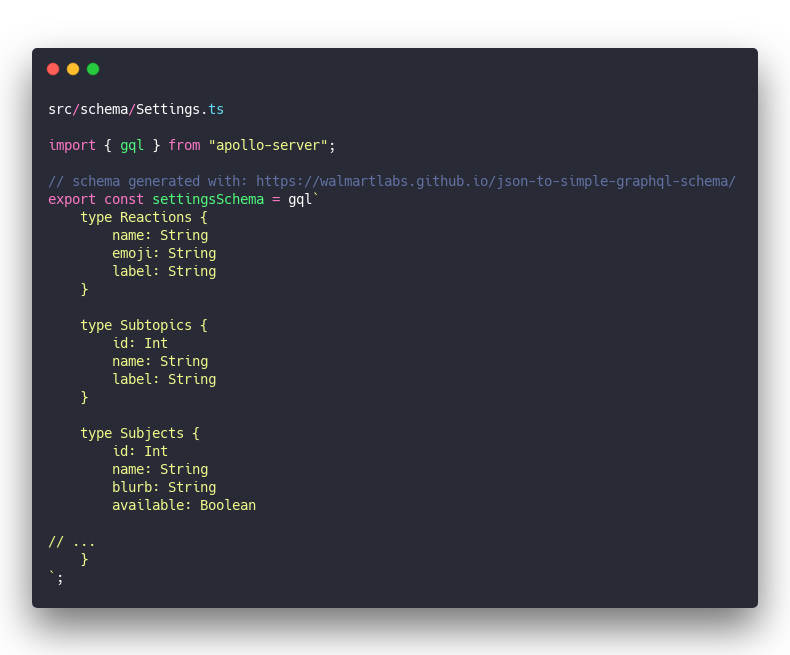 src/schema/Settings.ts
import { gql } from "apollo-server";
// schema generated with: https://walmartlabs.github.io/json-to-simple-graphql-schema/
export const settingsSchema = gql`
    type Reactions {
        name: String
        emoji: String
        label: String
    }
    type Subtopics {
        id: Int
        name: String
        label: String
    }
    type Subjects {
        id: Int
        name: String
        blurb: String
        available: Boolean
// ...
    }
`;